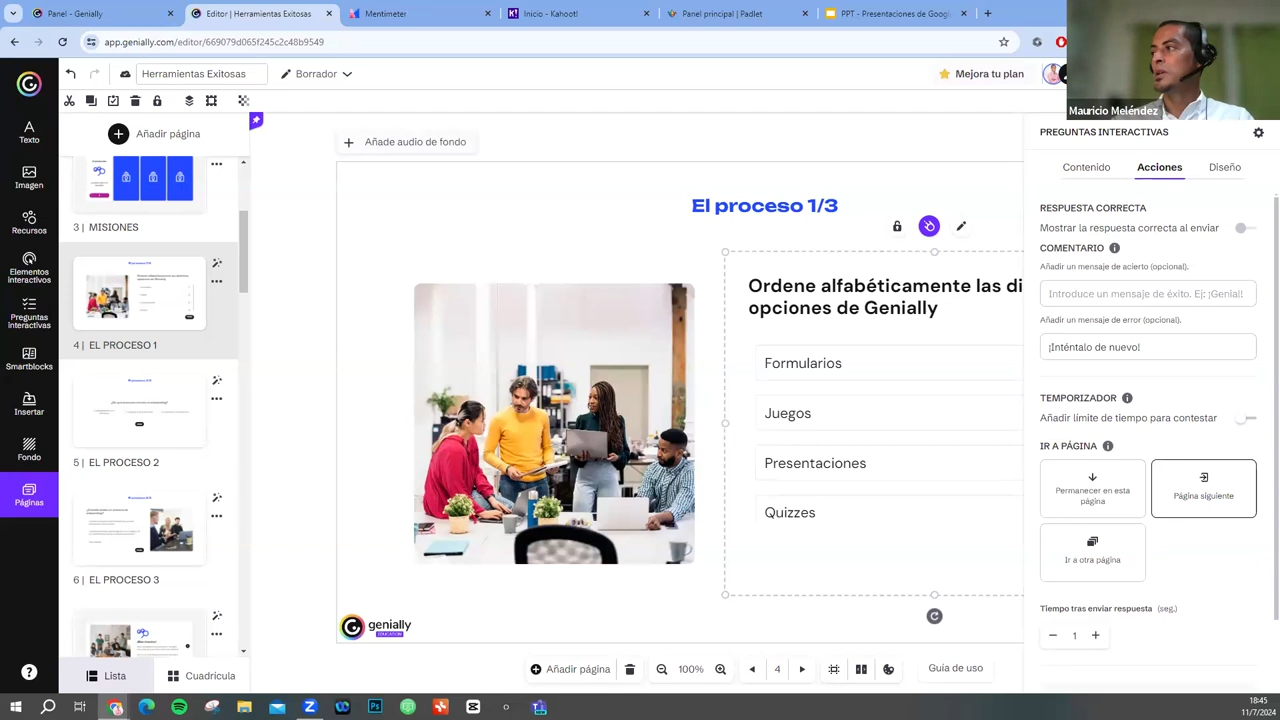 Panel - Genially
Editor | Herramientas Exitosas
Mentimeter
Inicio - Kahoot!
Panel principal | Padlet
PPT - Presentaciones de Google
app.genially.com/editor/669079d065f245c2c48b9549
Herramientas Exitosas
Borrador
Mejora tu plan
Mauricio Meléndez
Añadir página
Añade audio de fondo
Texto
Imagen
Recursos
Elementos
Interactivos
Preguntas
Interactivas
Smartblocks
Insertar
Fondo
Páginas
3 | MISIONES
4 | EL PROCESO 1
5 | EL PROCESO 2
6 | EL PROCESO 3
Lista
Cuadrícula
El proceso 1/3
Ordene alfabéticamente las di
opciones de Genially
Formularios
Juegos
Presentaciones
Quizzes
genially
EDUCATION
Añadir página
100%
4
Guía de uso
PREGUNTAS INTERACTIVAS
Contenido
Acciones
Diseño
RESPUESTA CORRECTA
Mostrar la respuesta correcta al enviar
COMENTARIO
Añadir un mensaje de acierto (opcional).
Introduce un mensaje de éxito. Ej: ¡Genial!
Añadir un mensaje de error (opcional).
¡Inténtalo de nuevo!
TEMPORIZADOR
Añadir límite de tiempo para contestar
IR A PÁGINA
Permanecer en esta
página
Página siguiente
Ir a otra página
Tiempo tras enviar respuesta (seg.)
1
18:45
11/7/2024